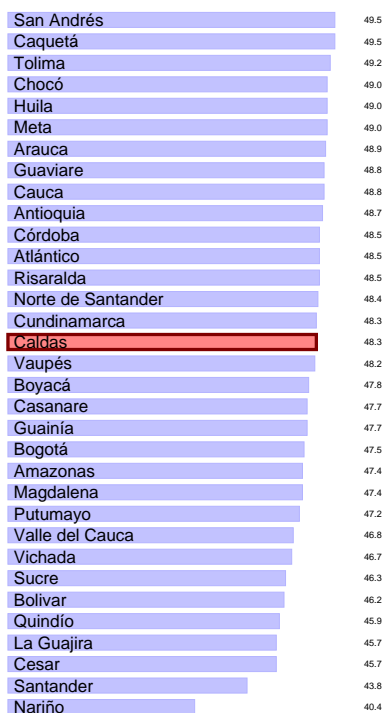 San Andrés 49.5
Caquetá 49.5
Tolima 49.2
Chocó 49.0
Huila 49.0
Meta 49.0
Arauca 48.9
Guaviare 48.8
Cauca 48.8
Antioquia 48.7
Córdoba 48.5
Atlántico 48.5
Risaralda 48.5
Norte de Santander 48.4
Cundinamarca 48.3
Caldas 48.3
Vaupés 48.2
Boyacá 47.8
Casanare 47.7
Guainía 47.7
Bogotá 47.5
Amazonas 47.4
Magdalena 47.4
Putumayo 47.2
Valle del Cauca 46.8
Vichada 46.7
Sucre 46.3
Bolivar 46.2
Quindío 45.9
La Guajira 45.7
Cesar 45.7
Santander 43.8
Nariño 40.4